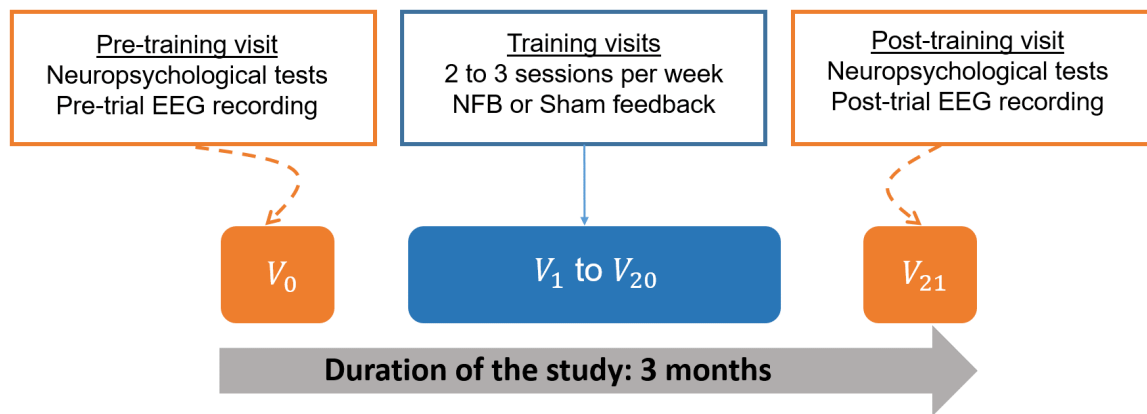 Pre-training visit
Neuropsychological tests
Pre-trial EEG recording
Training visits
2 to 3 sessions per week
NFB or Sham feedback
Post-training visit
Neuropsychological tests
Post-trial EEG recording
V₀
V₁ to V₂₀
V₂₁
Duration of the study: 3 months